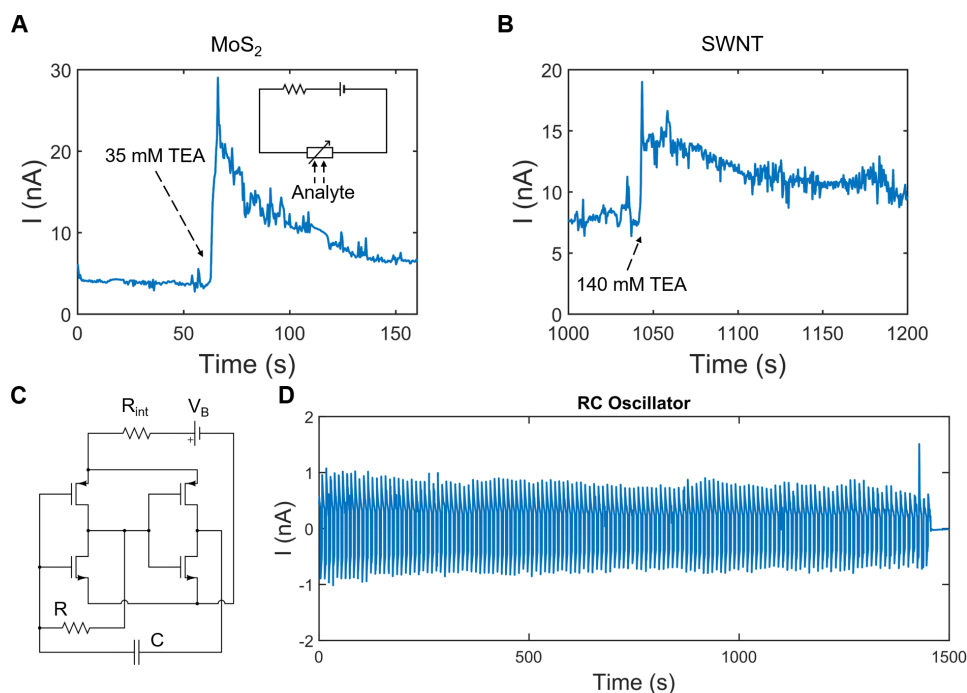 A
MoS₂
I (nA)
30
20
10
0
0
50
100
150
Time (s)
35 mM TEA
Analyte
B
SWNT
I (nA)
20
15
10
5
0
1000
1050
1100
1150
1200
Time (s)
140 mM TEA
C
R_int
V_B
+
R
C
D
RC Oscillator
I (nA)
2
1
0
-1
-2
0
500
1000
1500
Time (s)